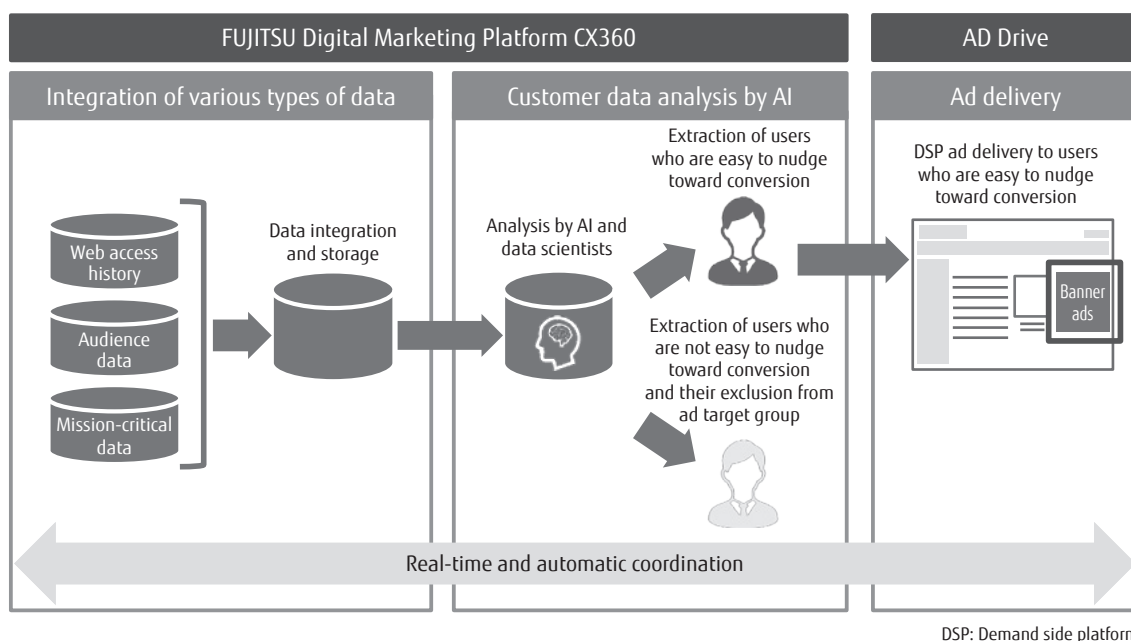 FUJITSU Digital Marketing Platform CX360
AD Drive
Integration of various types of data
Customer data analysis by AI
Ad delivery
Web access
history
Audience
data
Mission-critical
data
Data integration
and storage
Analysis by AI and
data scientists
Extraction of users
who are easy to nudge
toward conversion
Extraction of users who
are not easy to nudge
toward conversion
and their exclusion from
ad target group
DSP ad delivery to users
who are easy to nudge
toward conversion
Banner
ads
Real-time and automatic coordination
DSP: Demand side platform